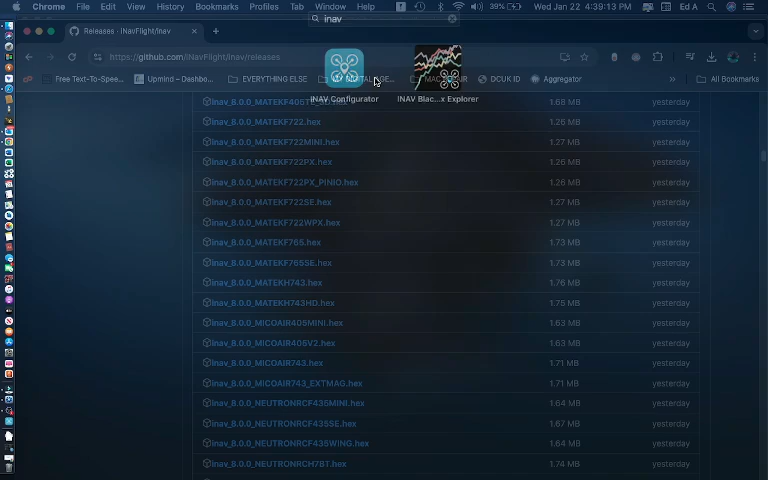 Chrome File Edit View History Bookmarks Profiles Tab Window Help 39% Wed Jan 22 4:39:13 PM Ed A
inav
Releases · iNavFlight/inav
https://github.com/iNavFlight/inav/releases
Free Text-To-Spee... Upmind – Dashbo... EVERYTHING ELSE DCUK ID Aggregator » All Bookmarks
INAV Configurator INAV Blac...x Explorer
1.68 MB yesterday
inav_8.0.0_MATEKF722.hex 1.26 MB yesterday
inav_8.0.0_MATEKF722MINI.hex 1.27 MB yesterday
inav_8.0.0_MATEKF722PX.hex 1.26 MB yesterday
inav_8.0.0_MATEKF722PX_PINIO.hex 1.26 MB yesterday
inav_8.0.0_MATEKF722SE.hex 1.27 MB yesterday
inav_8.0.0_MATEKF722WPX.hex 1.27 MB yesterday
inav_8.0.0_MATEKF765.hex 1.73 MB yesterday
inav_8.0.0_MATEKF765SE.hex 1.73 MB yesterday
inav_8.0.0_MATEKH743.hex 1.76 MB yesterday
inav_8.0.0_MATEKH743HD.hex 1.75 MB yesterday
inav_8.0.0_MICOAIR405MINI.hex 1.63 MB yesterday
inav_8.0.0_MICOAIR405V2.hex 1.63 MB yesterday
inav_8.0.0_MICOAIR743.hex 1.71 MB yesterday
inav_8.0.0_MICOAIR743_EXTMAG.hex 1.71 MB yesterday
inav_8.0.0_NEUTRONRCF435MINI.hex 1.64 MB yesterday
inav_8.0.0_NEUTRONRCF435SE.hex 1.67 MB yesterday
inav_8.0.0_NEUTRONRCF435WING.hex 1.64 MB yesterday
inav_8.0.0_NEUTRONRCH7BT.hex 1.74 MB yesterday